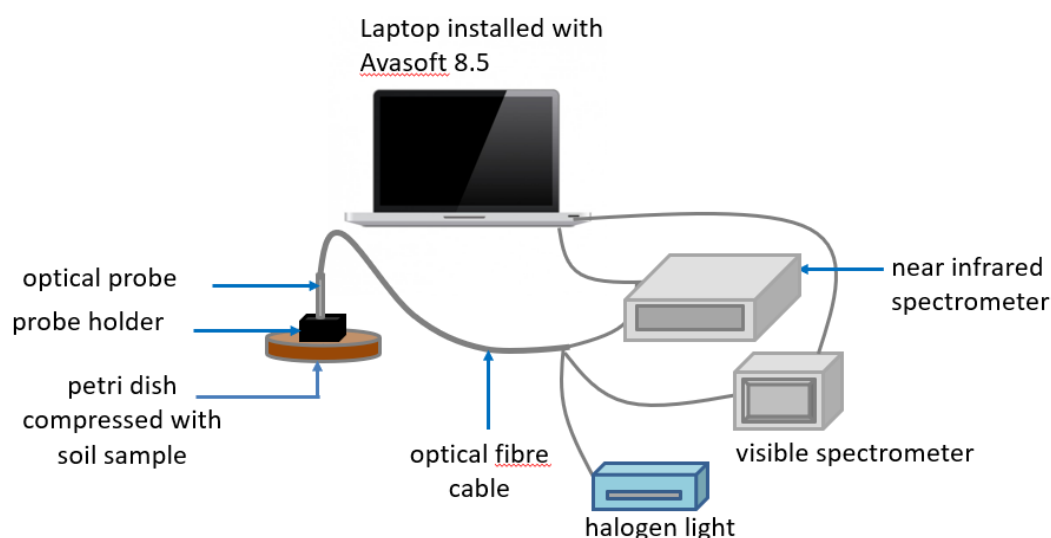 Laptop installed with
Avasoft 8.5
optical probe
probe holder
petri dish
compressed with
soil sample
optical fibre
cable
near infrared
spectrometer
visible spectrometer
halogen light